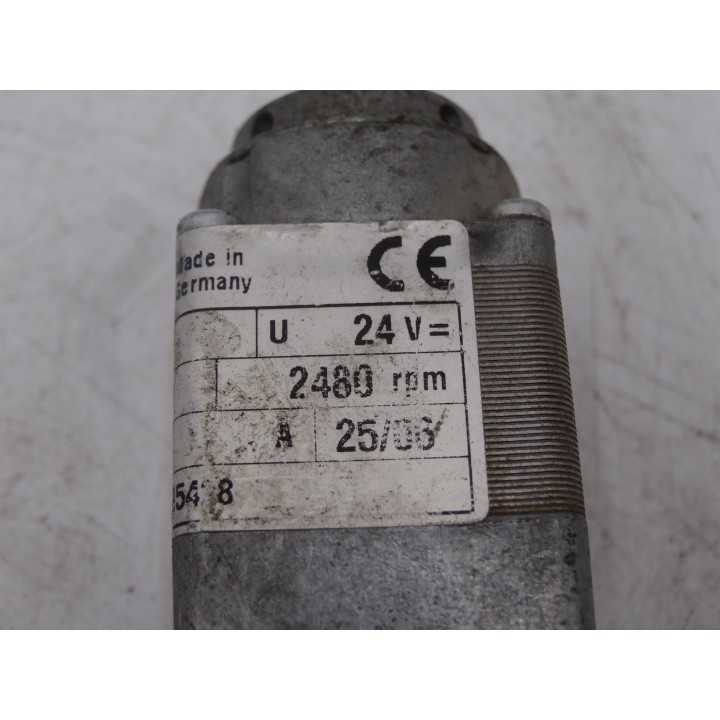 Made in
Germany
CE
U 24 V=
2480 rpm
A 25/06